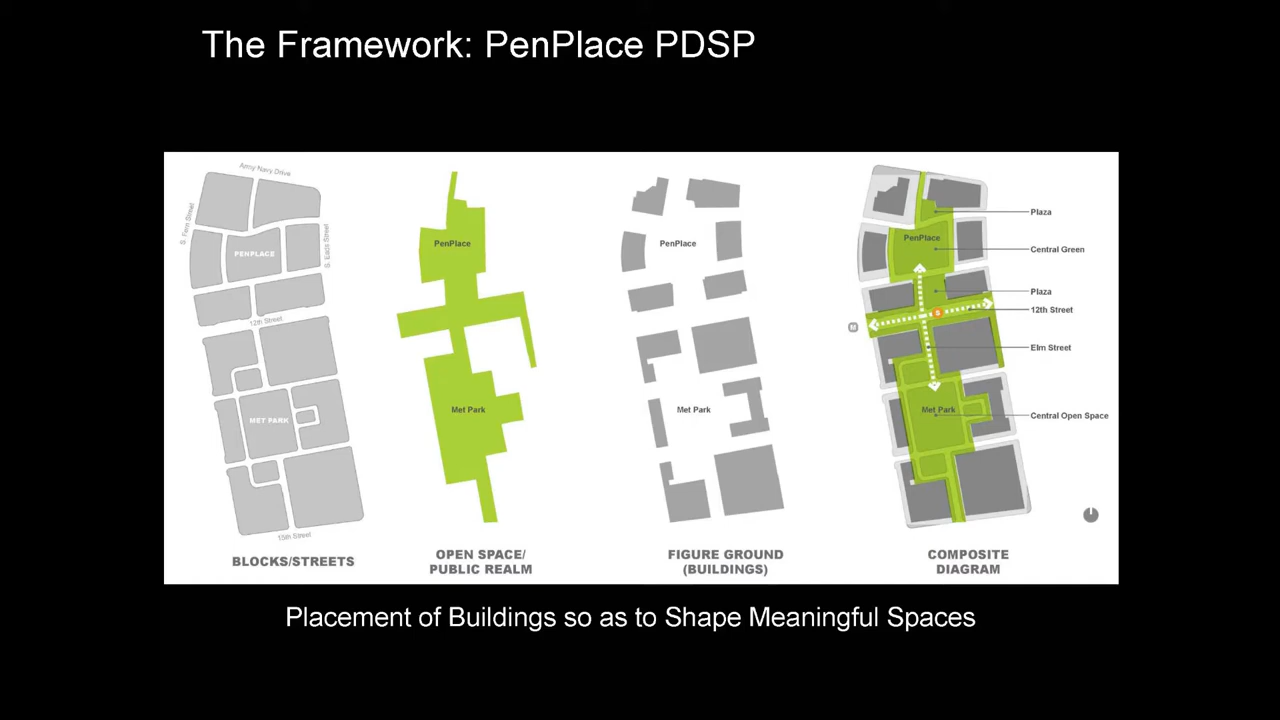 The Framework: PenPlace PDSP
Army Navy Drive
S. Fern Street
S. Eads Street
PENPLACE
12th Street
MET PARK
15th Street
BLOCKS/STREETS
PenPlace
Met Park
OPEN SPACE/
PUBLIC REALM
PenPlace
Met Park
FIGURE GROUND
(BUILDINGS)
Plaza
PenPlace
Central Green
Plaza
12th Street
S
M
Elm Street
Met Park
Central Open Space
COMPOSITE
DIAGRAM
Placement of Buildings so as to Shape Meaningful Spaces